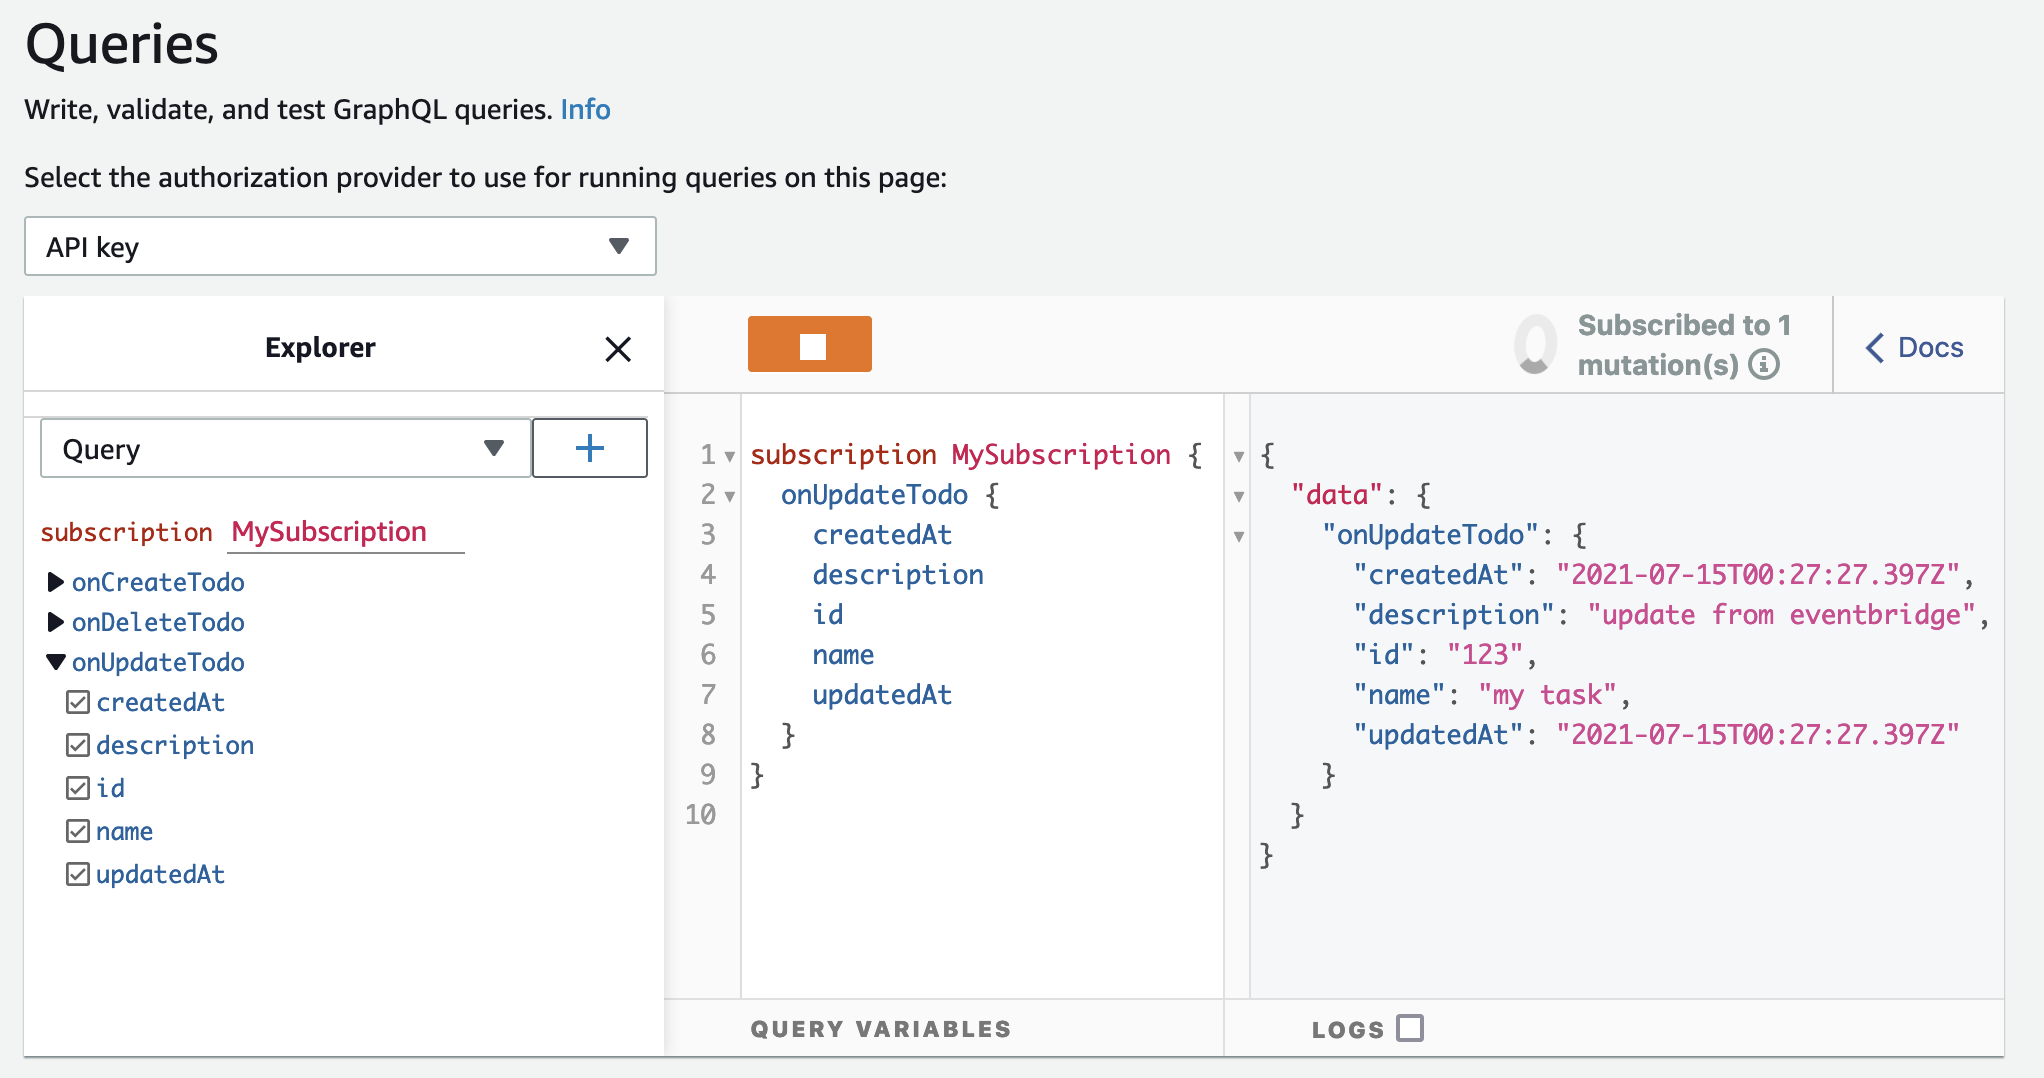 Queries
Write, validate, and test GraphQL queries. Info
Select the authorization provider to use for running queries on this page:
API key
Explorer
Subscribed to 1
mutation(s)
Docs
Query
subscription MySubscription
onCreateTodo
onDeleteTodo
onUpdateTodo
createdAt
description
id
name
updatedAt
1 subscription MySubscription {
2 onUpdateTodo {
3 createdAt
4 description
5 id
6 name
7 updatedAt
8 }
9 }
10
{
"data": {
"onUpdateTodo": {
"createdAt": "2021-07-15T00:27:27.397Z",
"description": "update from eventbridge",
"id": "123",
"name": "my task",
"updatedAt": "2021-07-15T00:27:27.397Z"
}
}
}
QUERY VARIABLES
LOGS